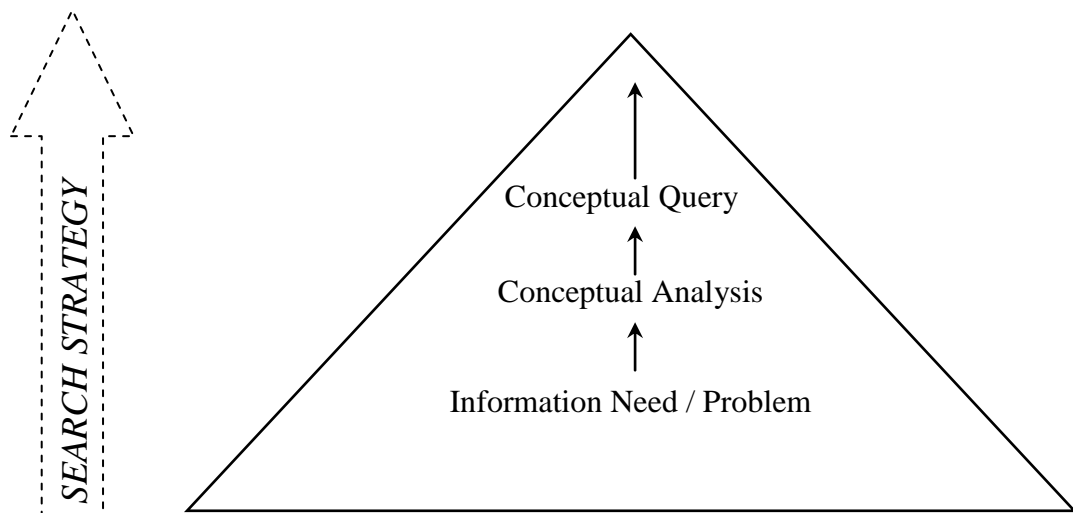 SEARCH STRATEGY
Conceptual Query
Conceptual Analysis
Information Need / Problem